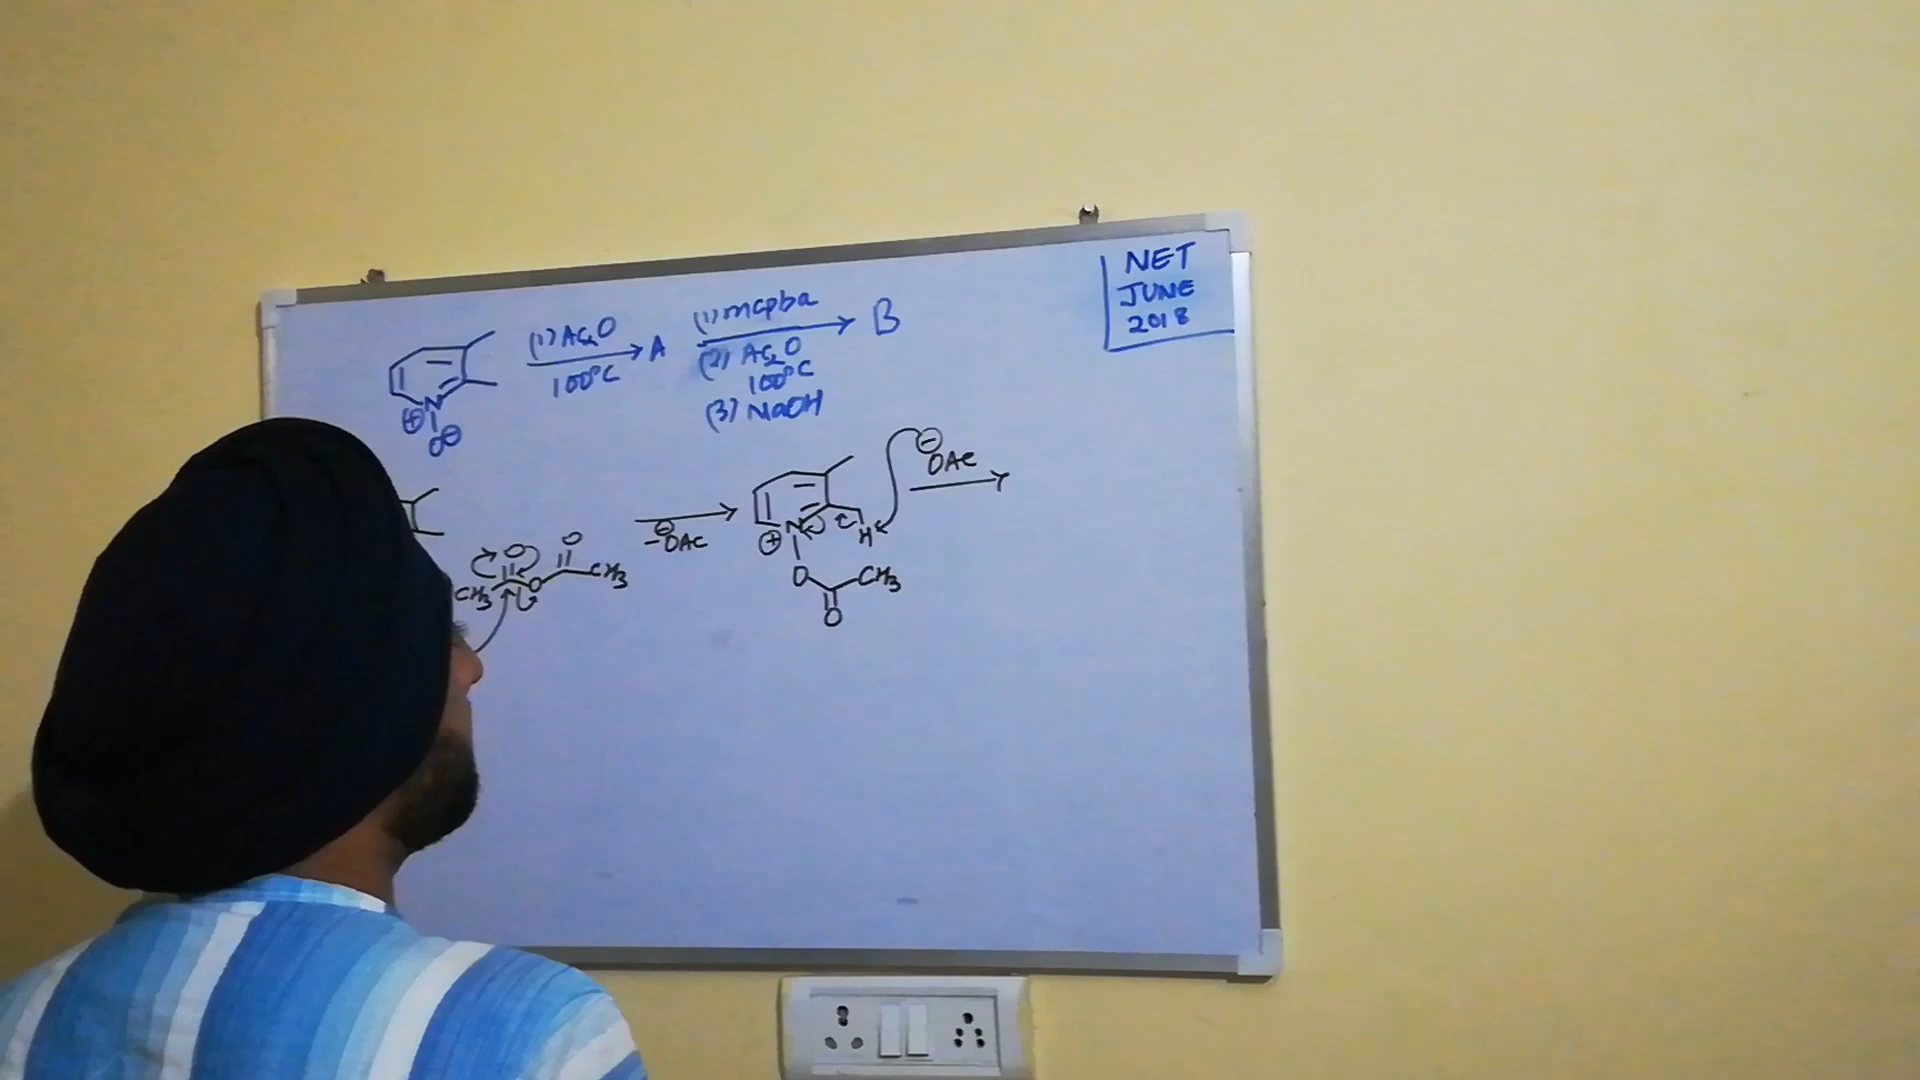 NET
JUNE
2018
(1) Ac₂O
100°C
A
(1) mcpba
(2) Ac₂O
100°C
(3) NaOH
B
N
⊕
O⊖
⊖
OAc
O
O
CH3
O
CH3
⊖
-OAc
N
H
⊕
O
CH3
O